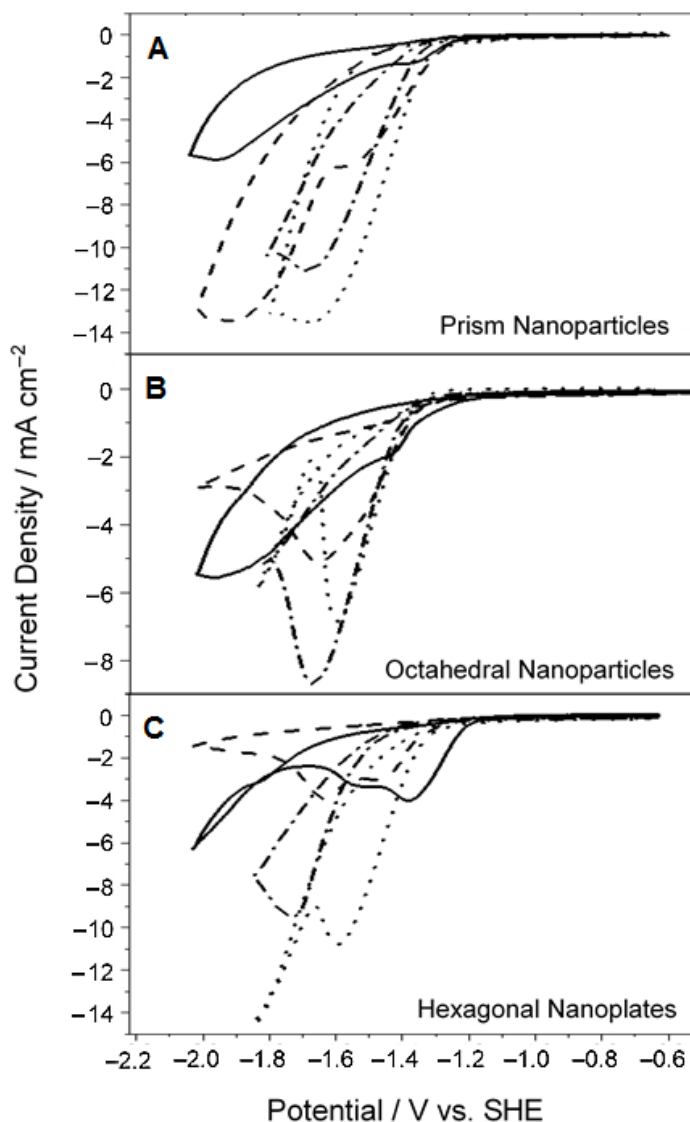 A
0
−2
−4
−6
−8
−10
−12
−14
Prism Nanoparticles
B
0
−2
−4
−6
−8
Octahedral Nanoparticles
C
0
−2
−4
−6
−8
−10
−12
−14
Hexagonal Nanoplates
Current Density / mA cm⁻²
−2.2 −2.0 −1.8 −1.6 −1.4 −1.2 −1.0 −0.8 −0.6
Potential / V vs. SHE